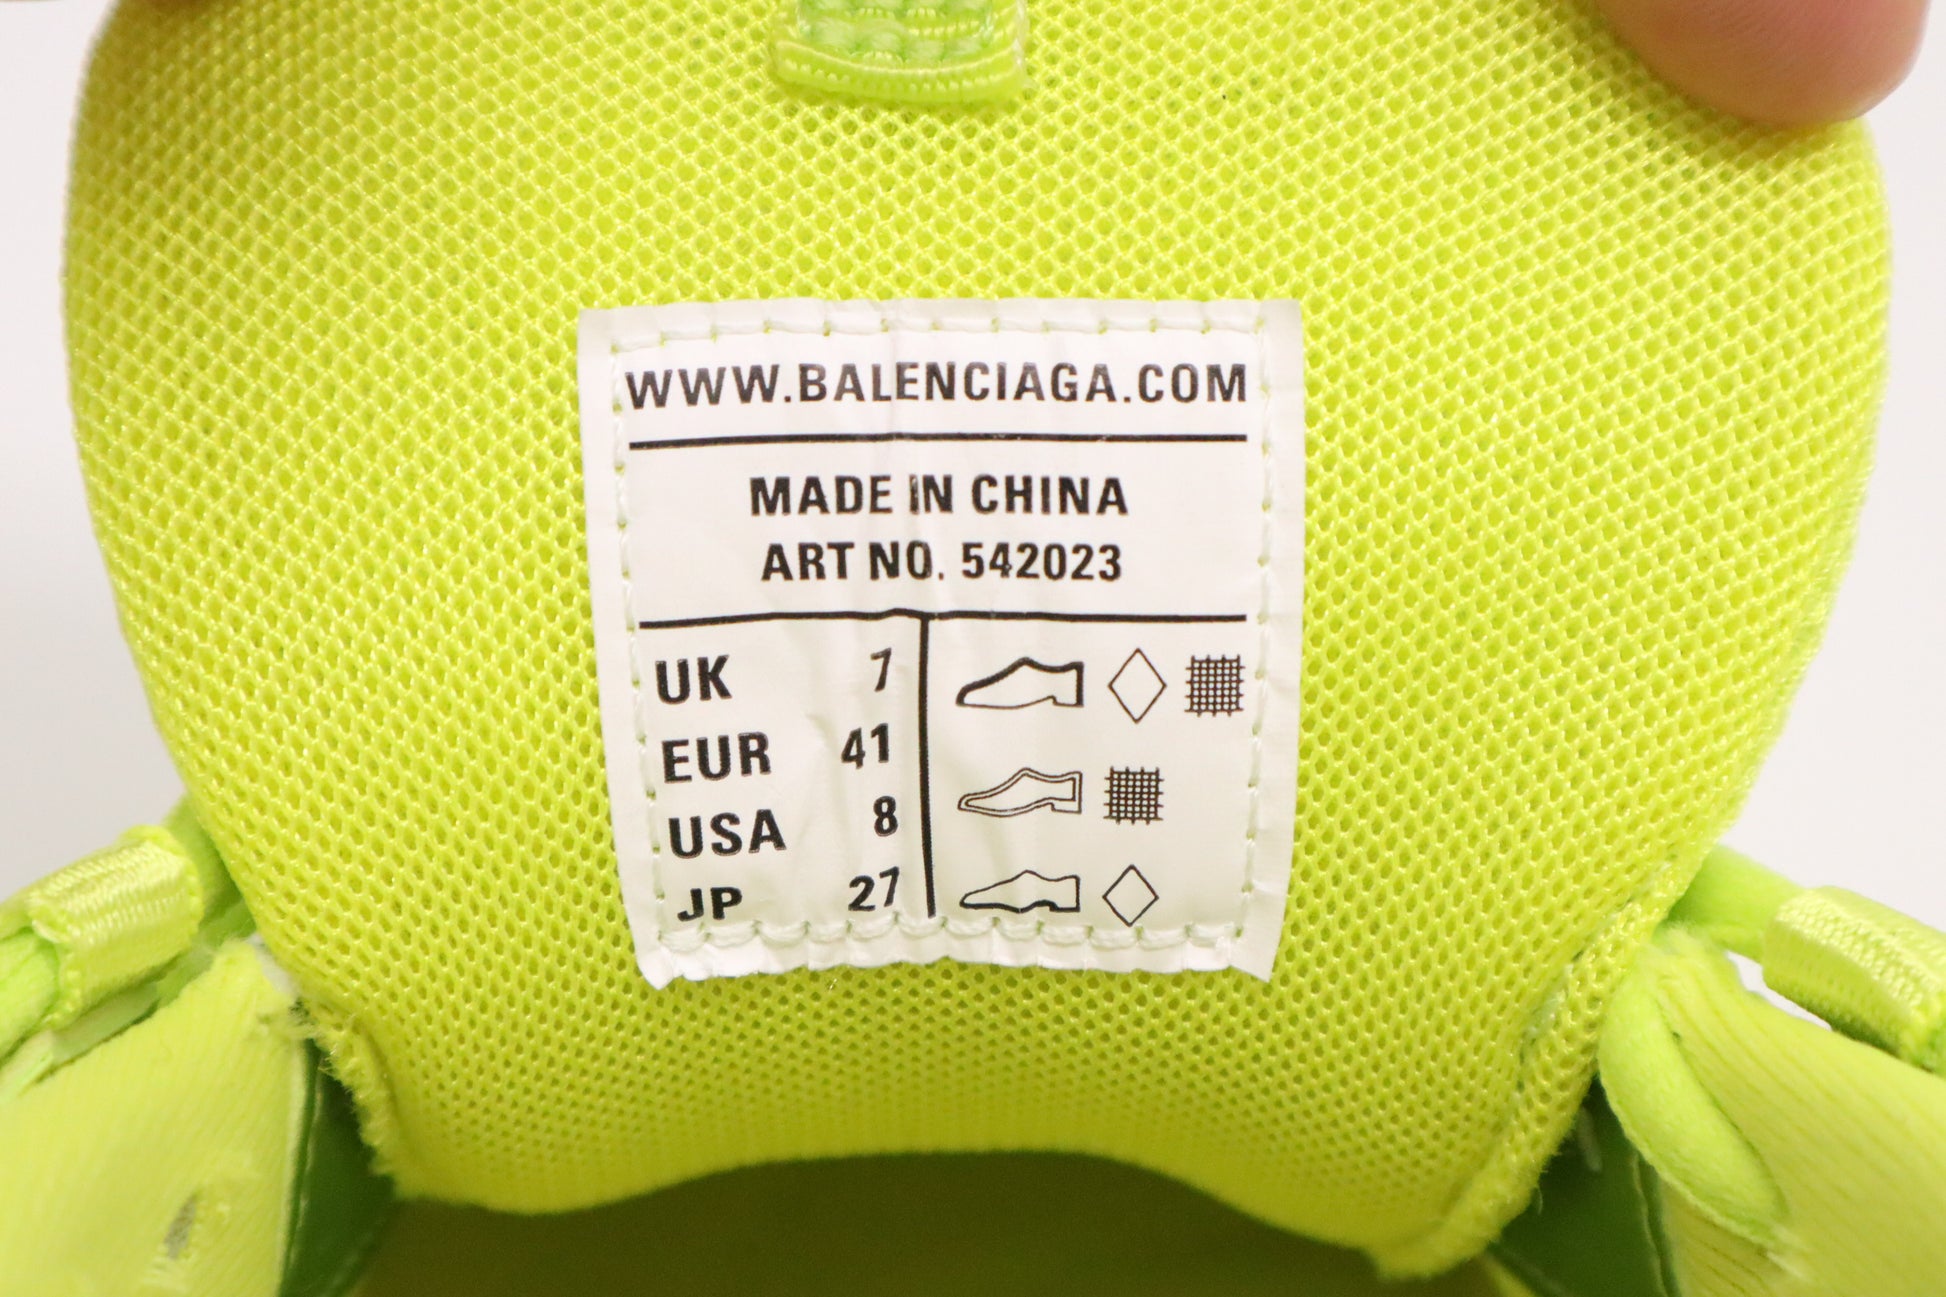 WWW.BALENCIAGA.COM
MADE IN CHINA
ART NO. 542023
UK 7
EUR 41
USA 8
JP 27